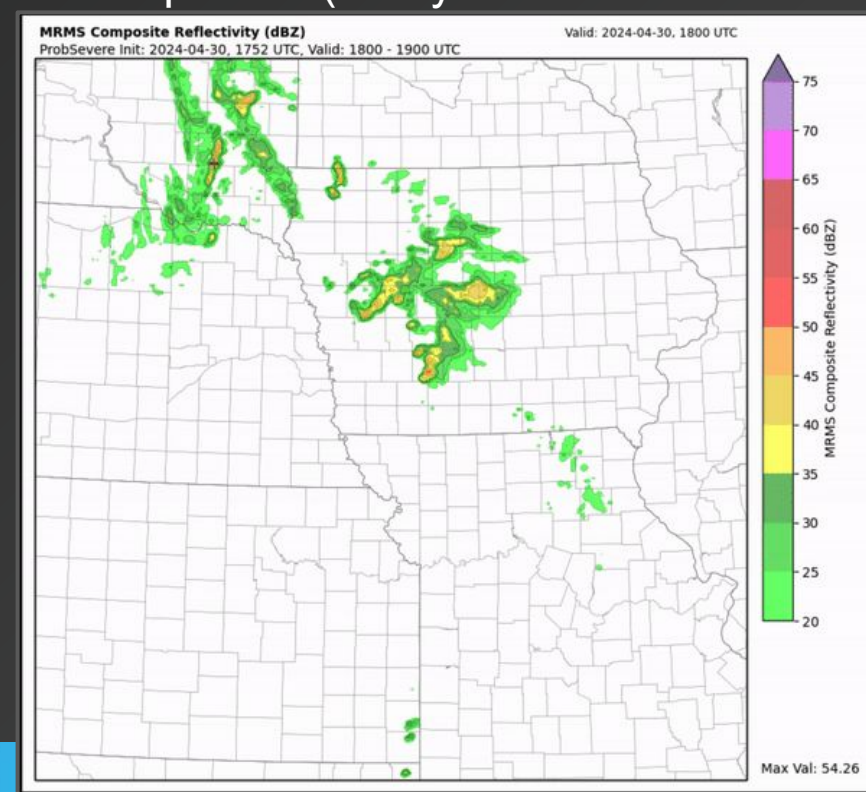 MRMS Composite Reflectivity (dBZ)
ProbSevere Init: 2024-04-30, 1752 UTC, Valid: 1800 - 1900 UTC
Valid: 2024-04-30, 1800 UTC
75
70
65
60
55
50
45
40
35
30
25
20
MRMS Composite Reflectivity (dBZ)
Max Val: 54.26